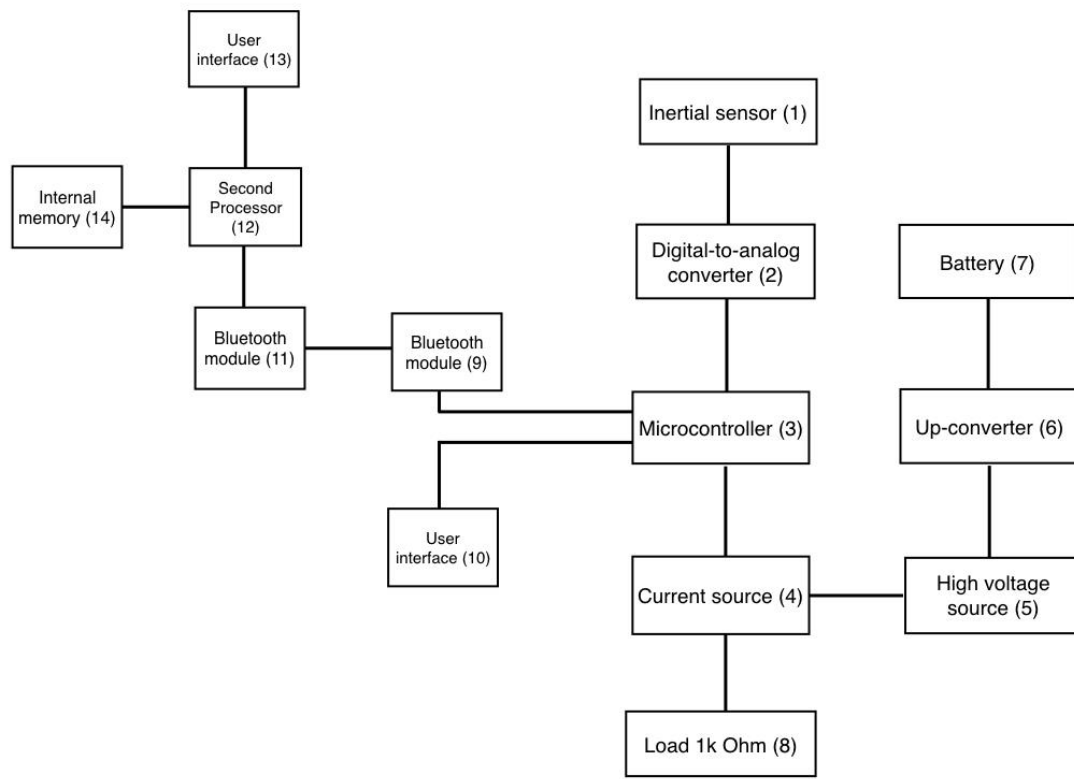 User
interface (13)
Inertial sensor (1)
Internal
memory (14)
Second
Processor
(12)
Digital-to-analog
converter (2)
Battery (7)
Bluetooth
module (11)
Bluetooth
module (9)
Microcontroller (3)
Up-converter (6)
User
interface (10)
Current source (4)
High voltage
source (5)
Load 1k Ohm (8)